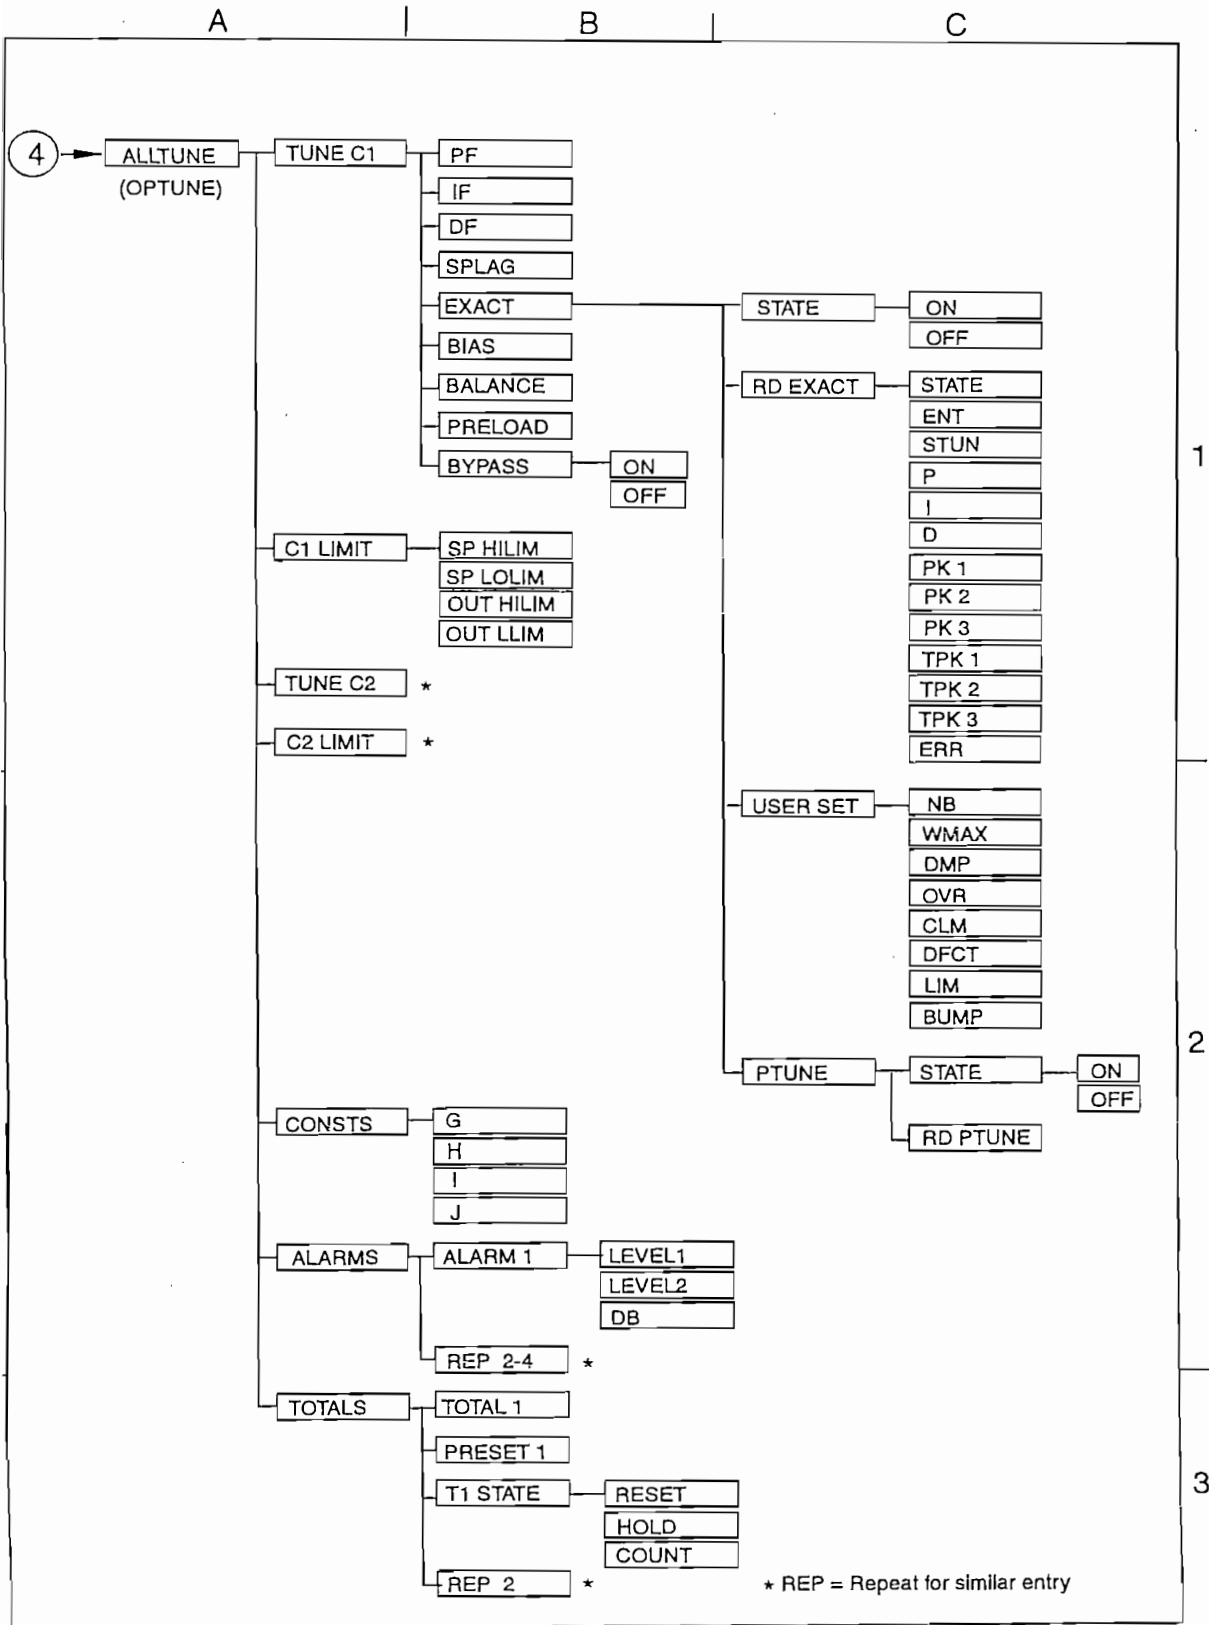 A B C
4 ALLTUNE TUNE C1 PF
(OPTUNE) IF
DF
SPLAG
EXACT STATE ON
OFF
BIAS
BALANCE RD EXACT STATE
ENT
PRELOAD STUN
BYPASS ON P
OFF I
1
D
C1 LIMIT SP HILIM PK 1
SP LOLIM PK 2
OUT HILIM PK 3
OUT LLIM TPK 1
TUNE C2 * TPK 2
TPK 3
C2 LIMIT * ERR
USER SET NB
WMAX
DMP
OVR
CLM
DFCT
LIM
BUMP
2
PTUNE STATE ON
OFF
CONSTS G RD PTUNE
H
I
J
ALARMS ALARM 1 LEVEL1
LEVEL2
DB
REP 2-4 *
TOTALS TOTAL 1
PRESET 1
T1 STATE RESET
3
HOLD
COUNT
REP 2 * * REP = Repeat for similar entry